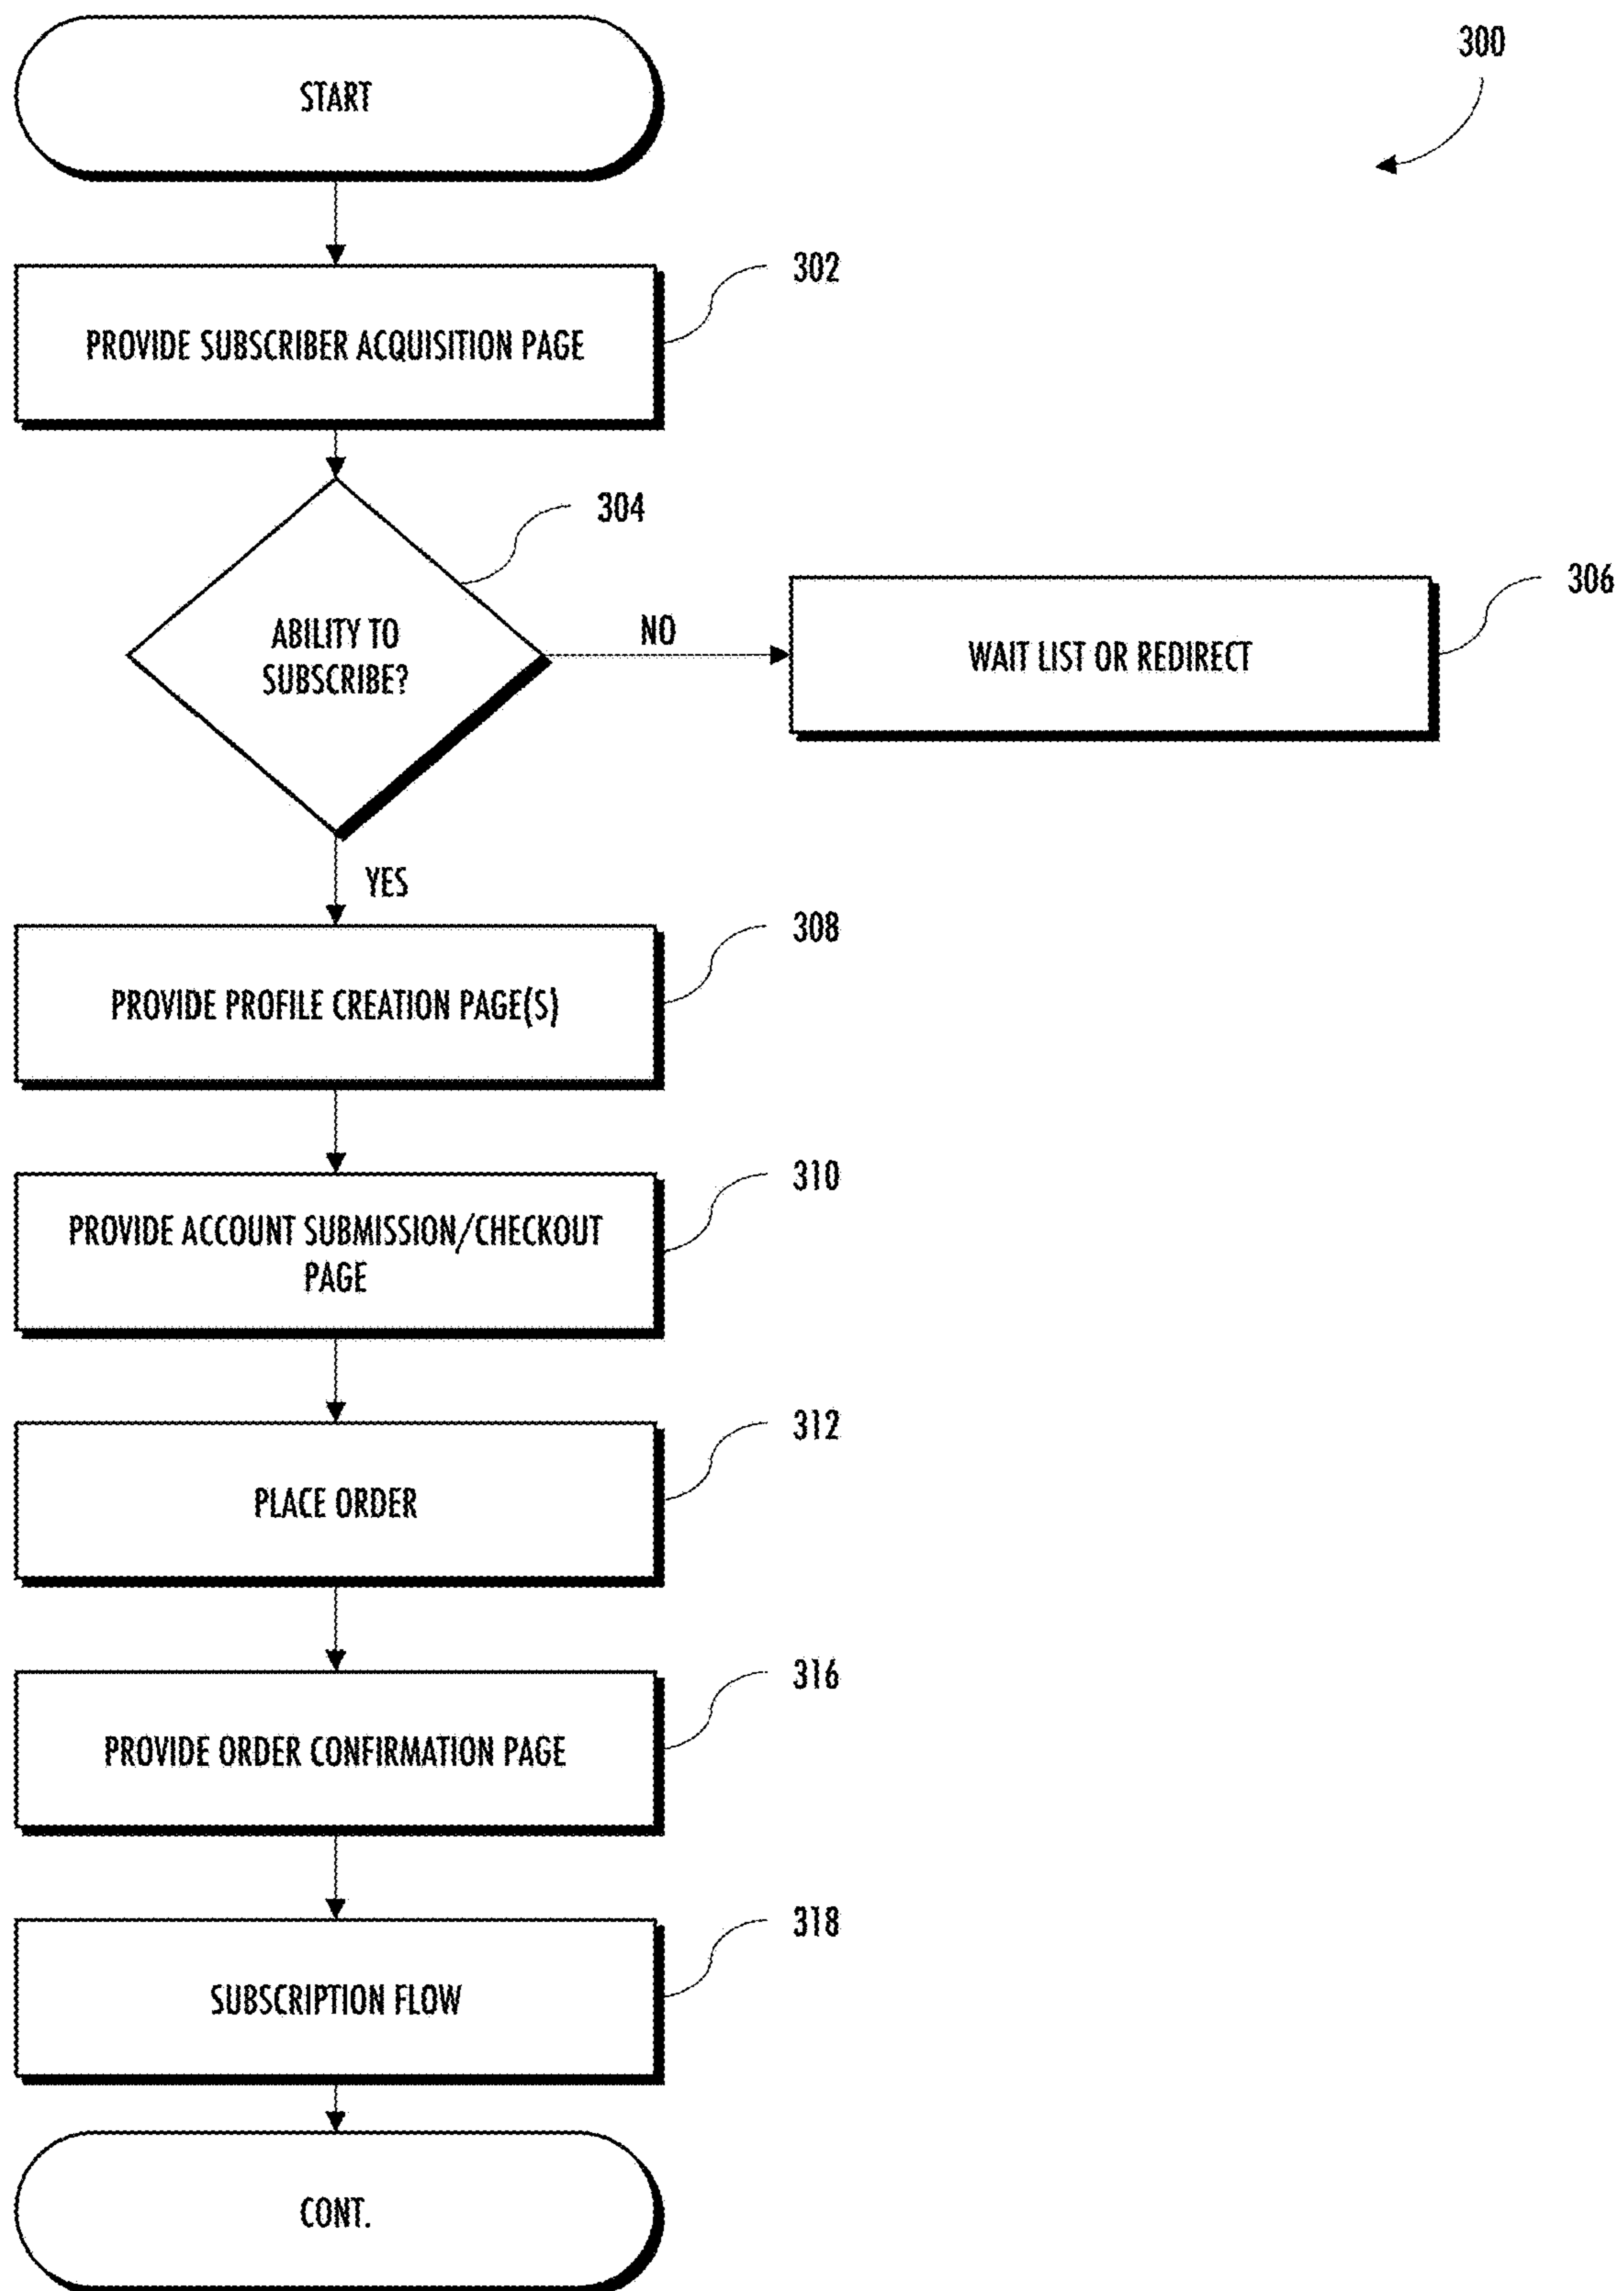 START
300
302
PROVIDE SUBSCRIBER ACQUISITION PAGE
304
ABILITY TO
SUBSCRIBE?
NO
306
WAIT LIST OR REDIRECT
YES
308
PROVIDE PROFILE CREATION PAGE(S)
310
PROVIDE ACCOUNT SUBMISSION/CHECKOUT
PAGE
312
PLACE ORDER
316
PROVIDE ORDER CONFIRMATION PAGE
318
SUBSCRIPTION FLOW
CONT.